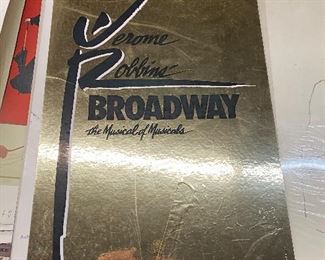 Jerome
Robbins
BROADWAY
the Musical of Musicals